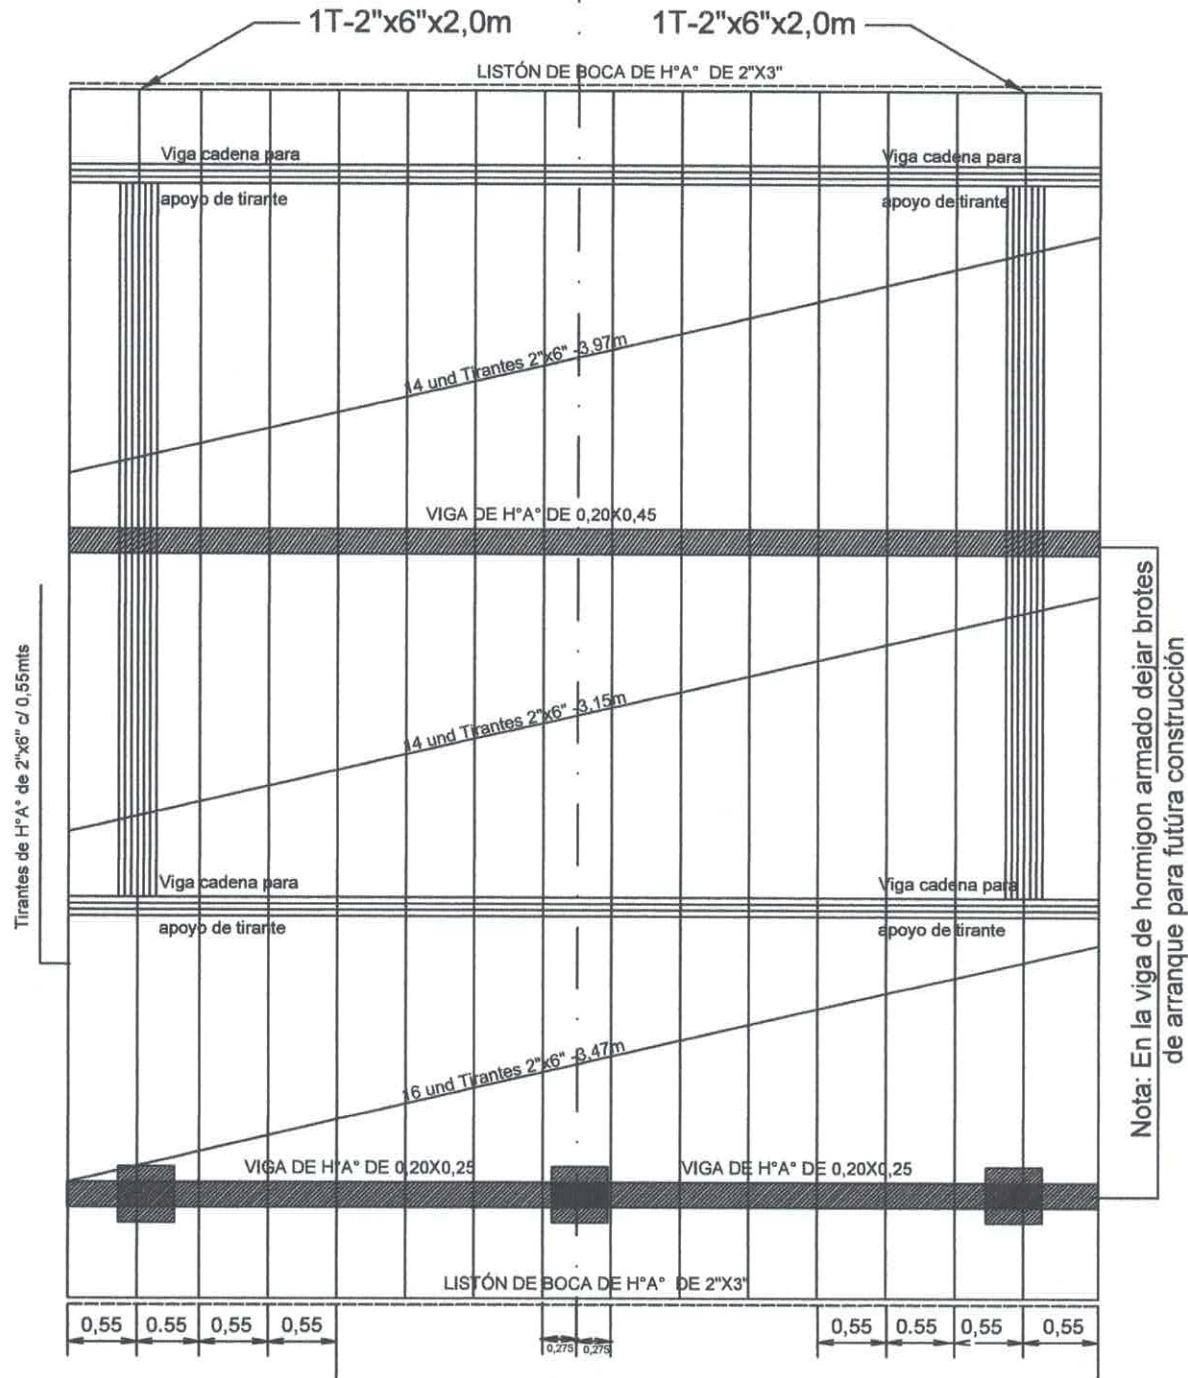 1T-2"x6"x2,0m
1T-2"x6"x2,0m
LISTÓN DE BOCA DE H°A° DE 2"X3"
Viga cadena para
apoyo de tirante
Viga cadena para
apoyo de tirante
14 und Tirantes 2"x6" -3,97m
VIGA DE H°A° DE 0,20X0,45
14 und Tirantes 2"x6" -3,15m
Tirantes de H°A° de 2"x6" c/ 0,55mts
Nota: En la viga de hormigon armado dejar brotes
de arranque para futúra construcción
Viga cadena para
apoyo de tirante
Viga cadena para
apoyo de tirante
16 und Tirantes 2"x6" -3,47m
VIGA DE H°A° DE 0,20X0,25
VIGA DE H°A° DE 0,20X0,25
LISTÓN DE BOCA DE H°A° DE 2"X3"
0,55 0.55 0,55 0,55 0,275 0,275 0,55 0.55 0,55 0,55